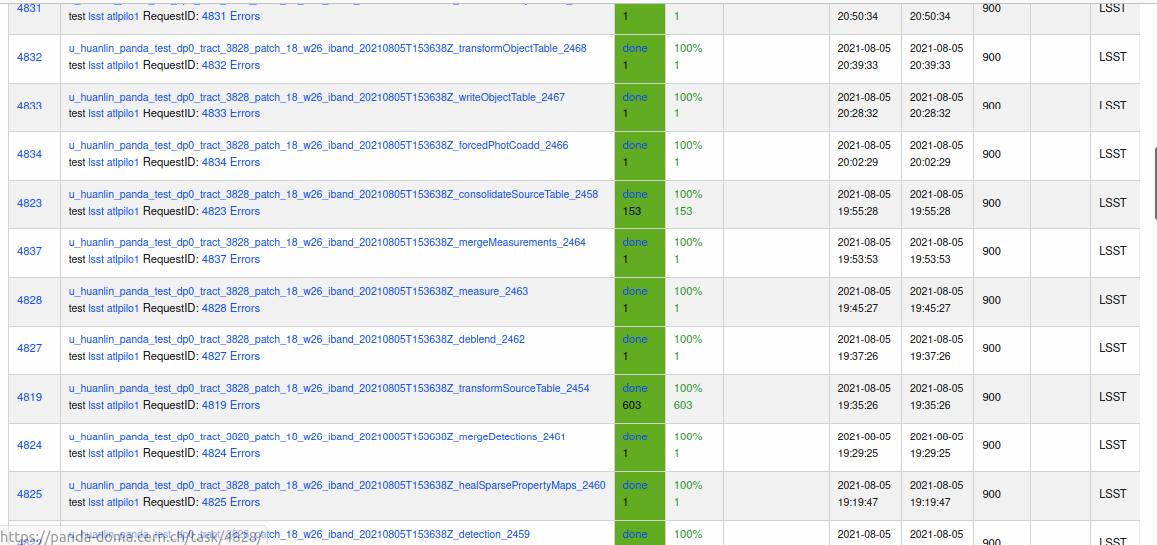 4831
test lsst atlpilo1 RequestID: 4831 Errors
1
1
20:50:34
20:50:34
900
LSST
4832
u_huanlin_panda_test_dp0_tract_3828_patch_18_w26_iband_20210805T153638Z_transformObjectTable_2468
test lsst atlpilo1 RequestID: 4832 Errors
done
1
100%
1
2021-08-05
20:39:33
2021-08-05
20:39:33
900
LSST
4833
u_huanlin_panda_test_dp0_tract_3828_patch_18_w26_iband_20210805T153638Z_writeObjectTable_2467
test lsst atlpilo1 RequestID: 4833 Errors
done
1
100%
1
2021-08-05
20:28:32
2021-08-05
20:28:32
900
LSST
4834
u_huanlin_panda_test_dp0_tract_3828_patch_18_w26_iband_20210805T153638Z_forcedPhotCoadd_2466
test lsst atlpilo1 RequestID: 4834 Errors
done
1
100%
1
2021-08-05
20:02:29
2021-08-05
20:02:29
900
LSST
4823
u_huanlin_panda_test_dp0_tract_3828_patch_18_w26_iband_20210805T153638Z_consolidateSourceTable_2458
test lsst atlpilo1 RequestID: 4823 Errors
done
153
100%
153
2021-08-05
19:55:28
2021-08-05
19:55:28
900
LSST
4837
u_huanlin_panda_test_dp0_tract_3828_patch_18_w26_iband_20210805T153638Z_mergeMeasurements_2464
test lsst atlpilo1 RequestID: 4837 Errors
done
1
100%
1
2021-08-05
19:53:53
2021-08-05
19:53:53
900
LSST
4828
u_huanlin_panda_test_dp0_tract_3828_patch_18_w26_iband_20210805T153638Z_measure_2463
test lsst atlpilo1 RequestID: 4828 Errors
done
1
100%
1
2021-08-05
19:45:27
2021-08-05
19:45:27
900
LSST
4827
u_huanlin_panda_test_dp0_tract_3828_patch_18_w26_iband_20210805T153638Z_deblend_2462
test lsst atlpilo1 RequestID: 4827 Errors
done
1
100%
1
2021-08-05
19:37:26
2021-08-05
19:37:26
900
LSST
4819
u_huanlin_panda_test_dp0_tract_3828_patch_18_w26_iband_20210805T153638Z_transformSourceTable_2454
test lsst atlpilo1 RequestID: 4819 Errors
done
603
100%
603
2021-08-05
19:35:26
2021-08-05
19:35:26
900
LSST
4824
u_huanlin_panda_test_dp0_tract_3828_patch_18_w26_iband_20210805T153638Z_mergeDetections_2461
test lsst atlpilo1 RequestID: 4824 Errors
done
1
100%
1
2021-08-05
19:29:25
2021-08-05
19:29:25
900
LSST
4825
u_huanlin_panda_test_dp0_tract_3828_patch_18_w26_iband_20210805T153638Z_healSparsePropertyMaps_2460
test lsst atlpilo1 RequestID: 4825 Errors
done
1
100%
1
2021-08-05
19:19:47
2021-08-05
19:19:47
900
LSST
u_huanlin_panda_test_dp0_tract_3828_patch_18_w26_iband_20210805T153638Z_detection_2459
done
100%
2021-08-05
2021-08-05
900
LSST
https://panda-doma.cern.ch/task/4828/